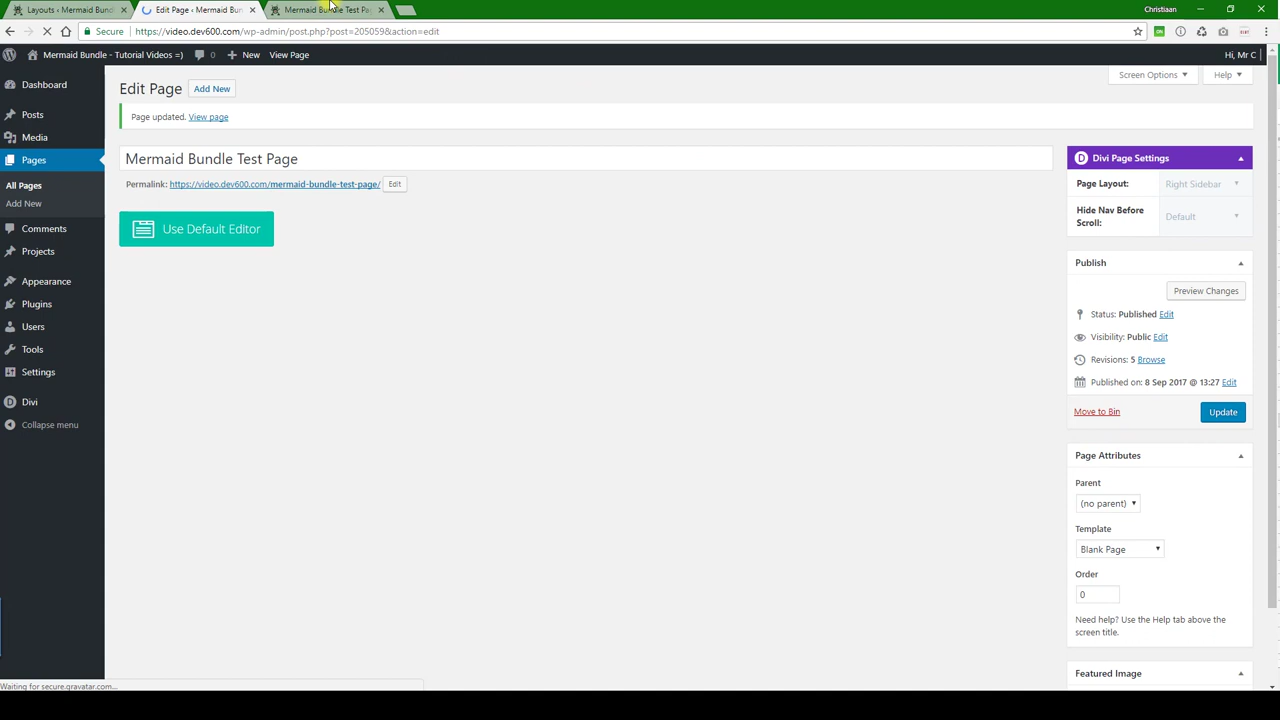 Layouts ‹ Mermaid Bundl
Edit Page ‹ Mermaid Bun
Mermaid Bundle Test Pa
Christiaan
Secure
https://video.dev600.com/wp-admin/post.php?post=205059&action=edit
Mermaid Bundle - Tutorial Videos =)
0
New
View Page
Hi, Mr C
Dashboard
Posts
Media
Pages
All Pages
Add New
Comments
Projects
Appearance
Plugins
Users
Tools
Settings
Divi
Collapse menu
Screen Options
Help
Edit Page
Add New
Page updated. View page
Mermaid Bundle Test Page
Permalink: https://video.dev600.com/mermaid-bundle-test-page/ Edit
Use Default Editor
D Divi Page Settings
Page Layout: Right Sidebar
Hide Nav Before
Scroll:
Default
Publish
Preview Changes
Status: Published Edit
Visibility: Public Edit
Revisions: 5 Browse
Published on: 8 Sep 2017 @ 13:27 Edit
Move to Bin
Update
Page Attributes
Parent
(no parent)
Template
Blank Page
Order
0
Need help? Use the Help tab above the
screen title.
Featured Image
Waiting for secure.gravatar.com...